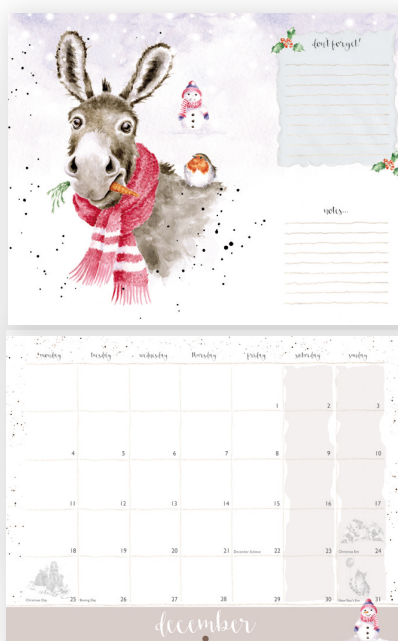 don't forget!
notes...
monday tuesday wednesday thursday friday saturday sunday
1 2 3
4 5 6 7 8 9 10
11 12 13 14 15 16 17
18 19 20 21 December Solstice 22 23 Christmas Eve 24
Christmas Day 25 Boxing Day 26 27 28 29 30 New Year's Eve 31
december